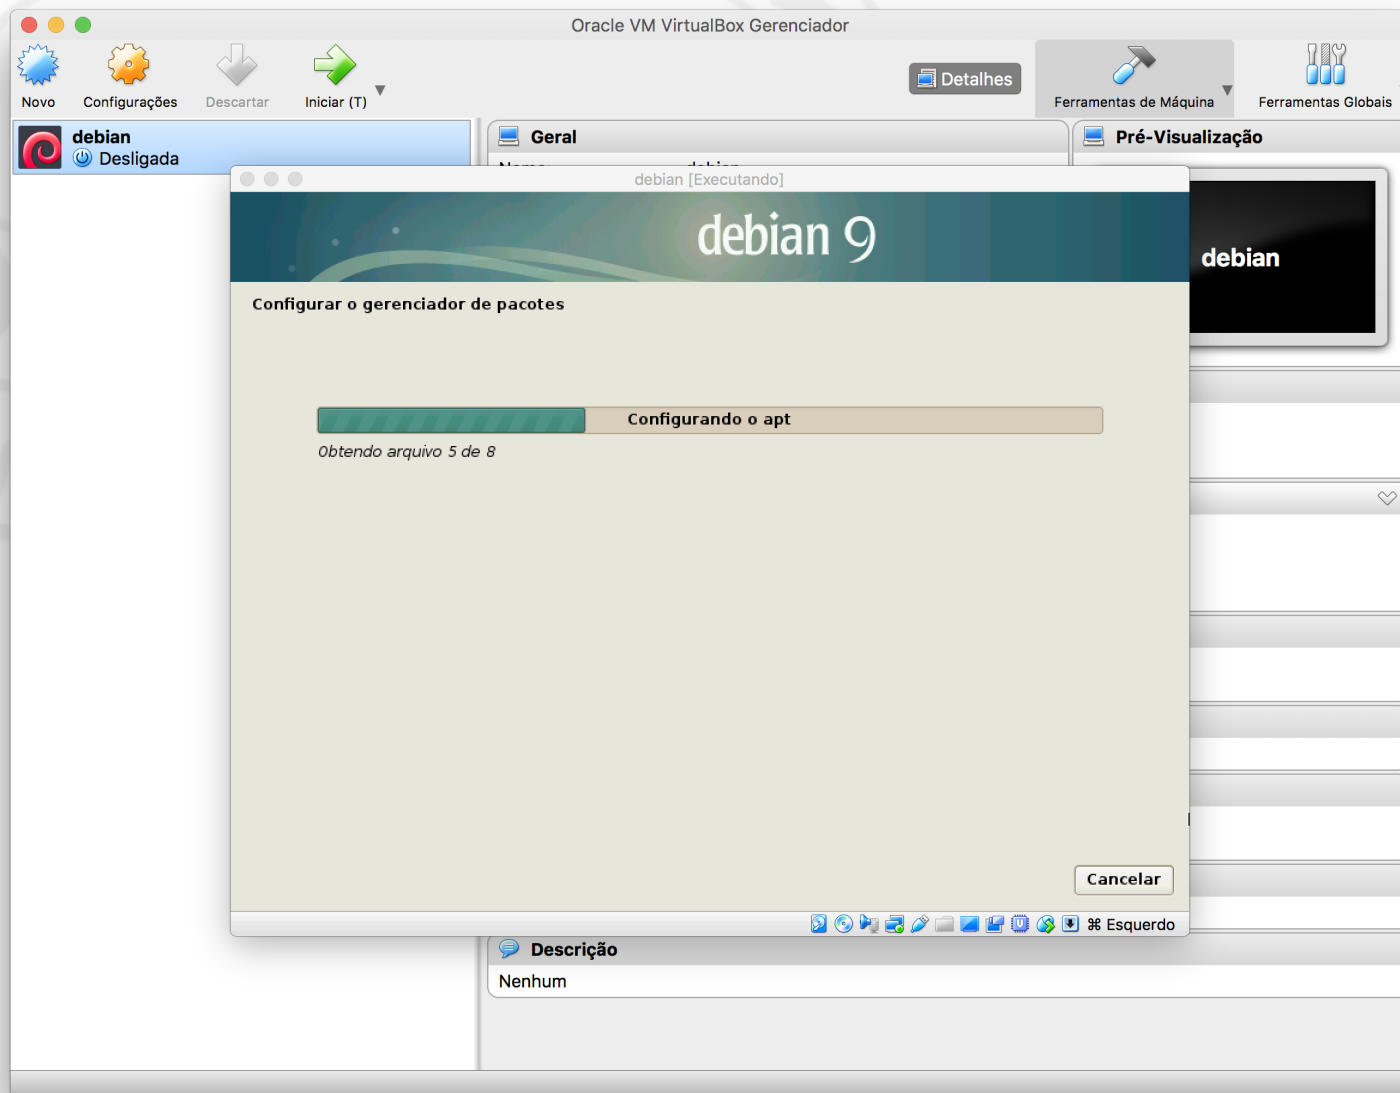 Oracle VM VirtualBox Gerenciador
Novo
Configurações
Descartar
Iniciar (T)
Detalhes
Ferramentas de Máquina
Ferramentas Globais
debian
Desligada
Geral
Pré-Visualização
debian [Executando]
debian 9
debian
Configurar o gerenciador de pacotes
Configurando o apt
Obtendo arquivo 5 de 8
Cancelar
⌘ Esquerdo
Descrição
Nenhum